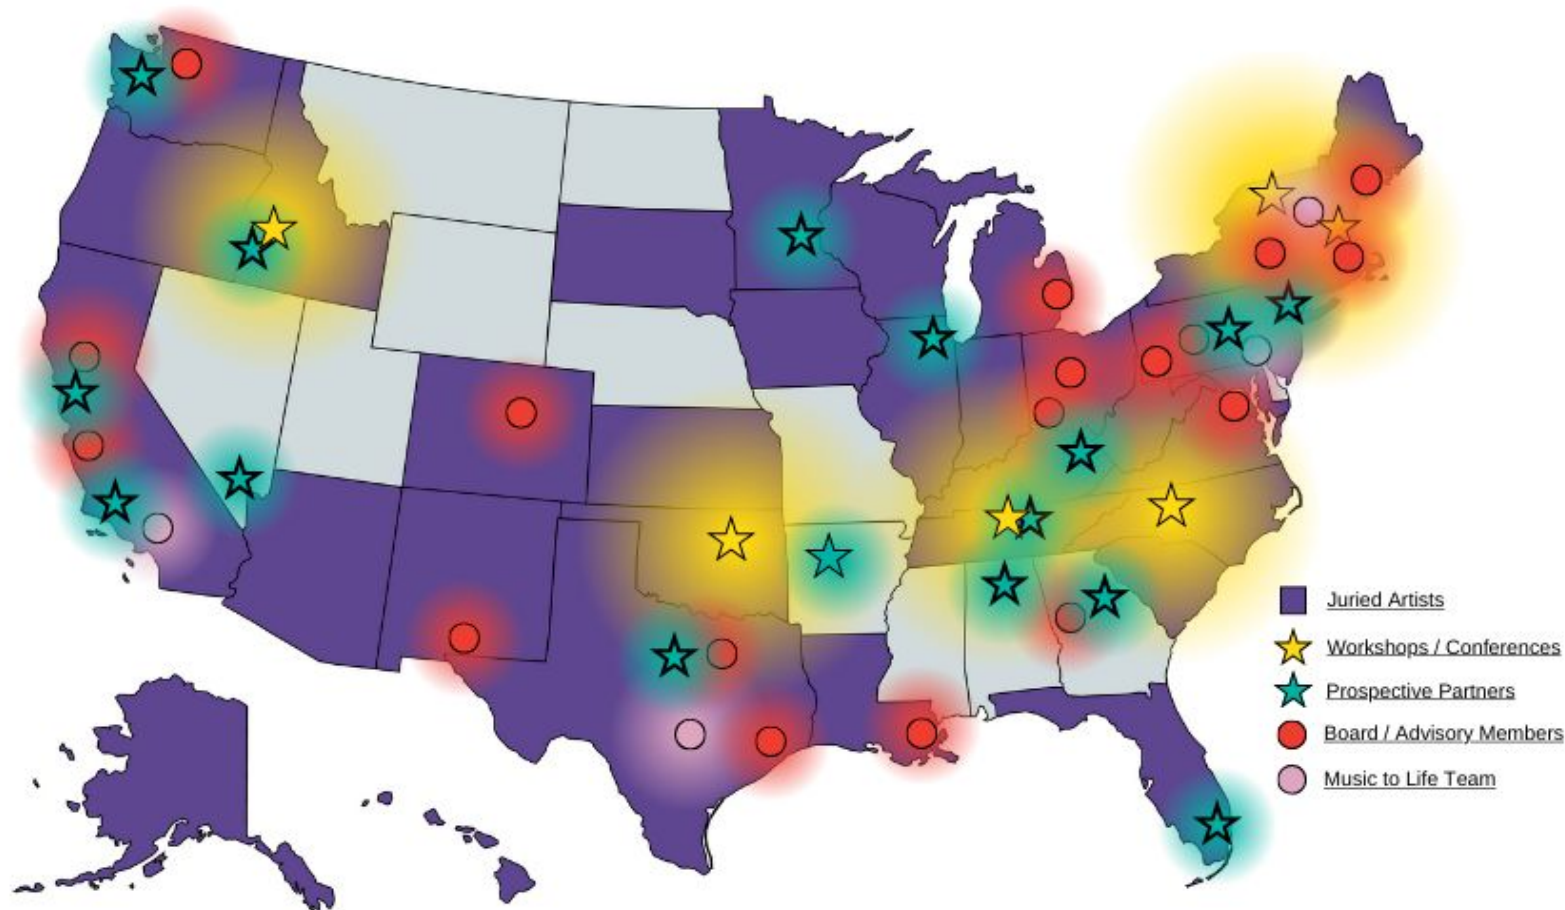 Juried Artists
Workshops / Conferences
Prospective Partners
Board / Advisory Members
Music to Life Team